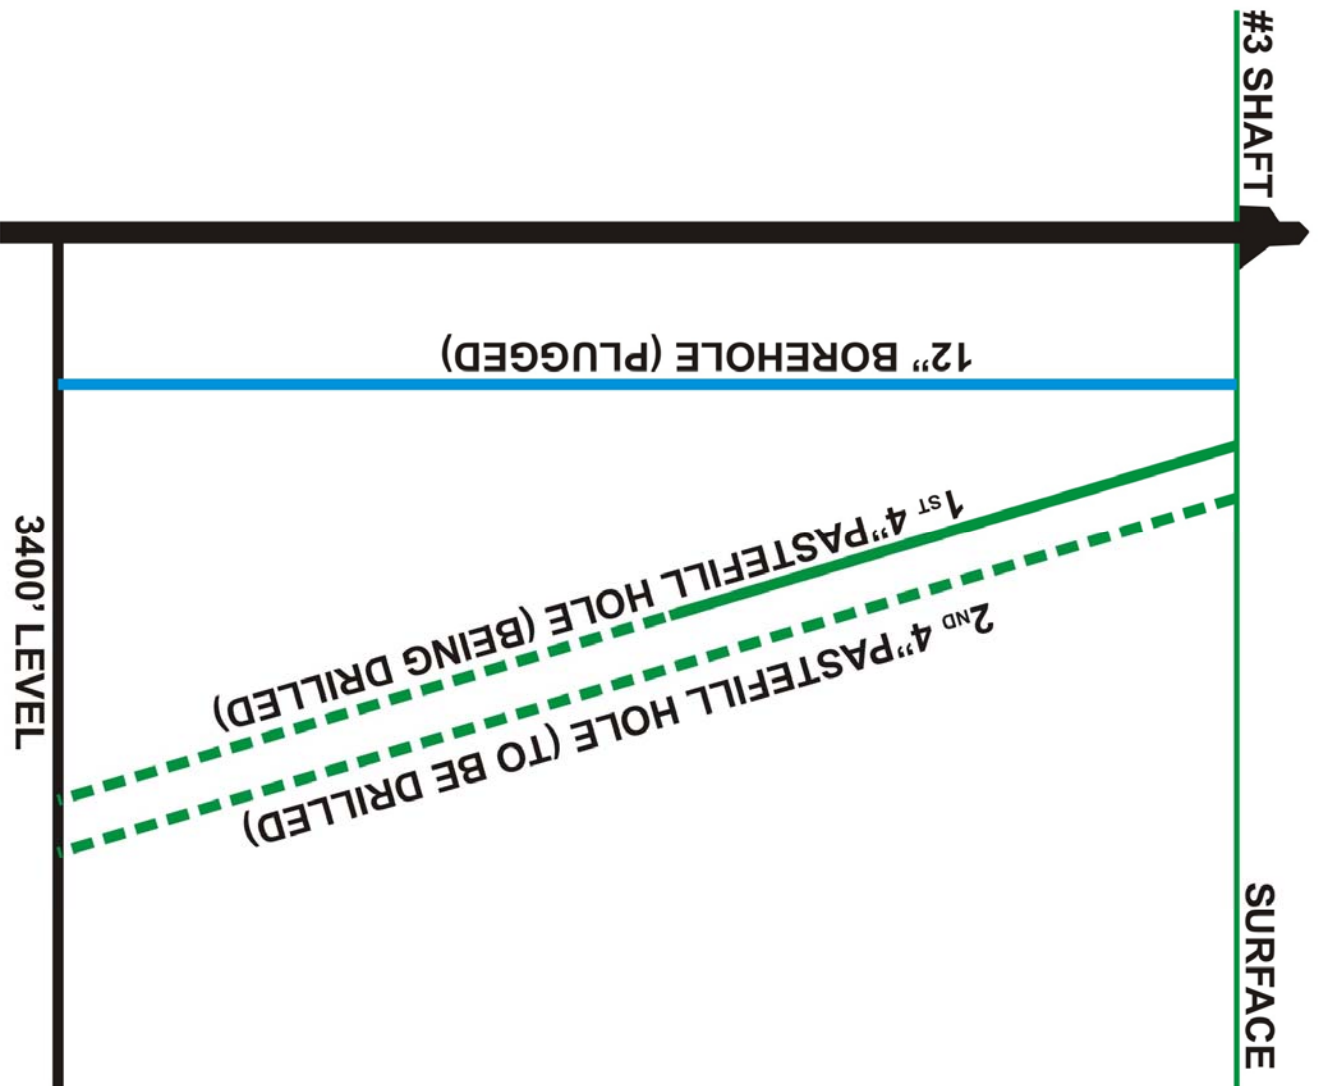 #3 SHAFT
SURFACE
12” BOREHOLE (PLUGGED)
1ST 4”PASTEFILL HOLE (BEING DRILLED)
2ND 4”PASTEFILL HOLE (TO BE DRILLED)
3400’ LEVEL